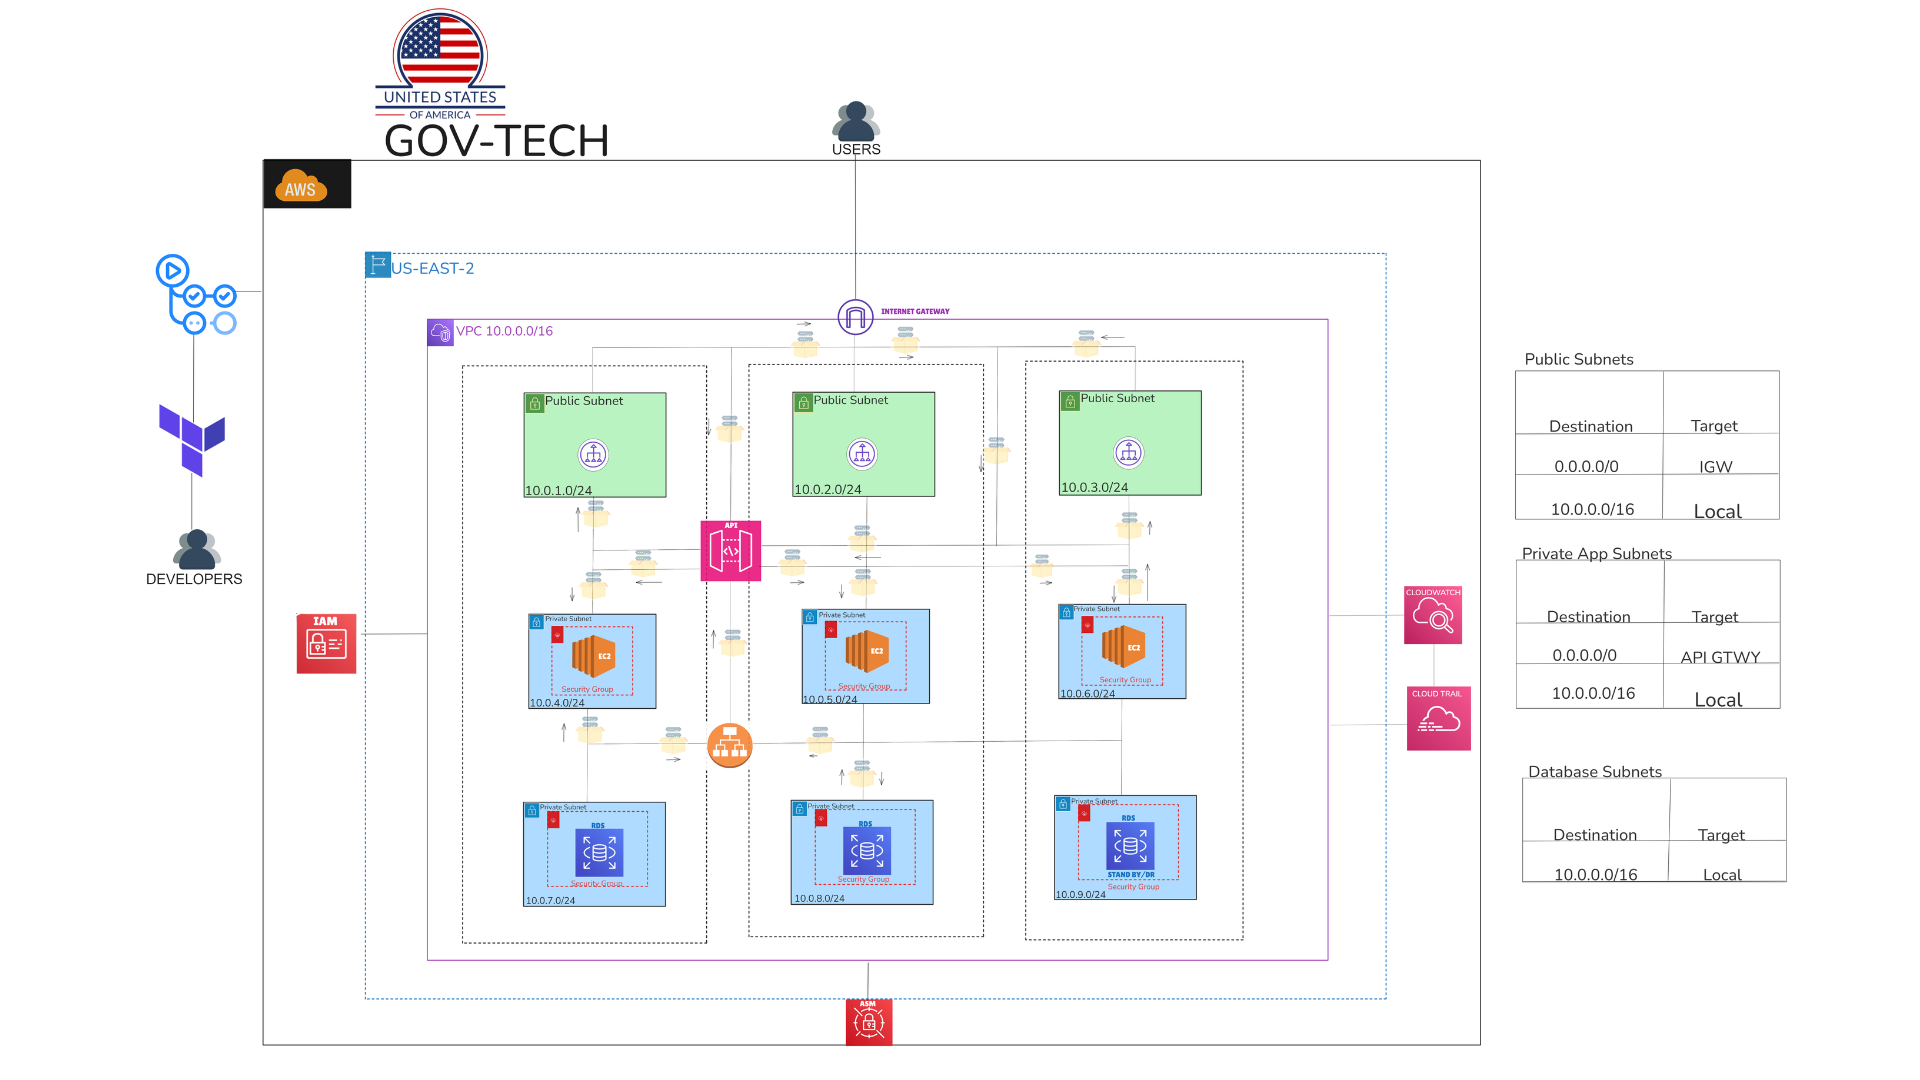 UNITED STATES
OF AMERICA
GOV-TECH
USERS
AWS
US-EAST-2
INTERNET GATEWAY
VPC 10.0.0.0/16
Public Subnet
10.0.1.0/24
Public Subnet
10.0.2.0/24
Public Subnet
10.0.3.0/24
API
DEVELOPERS
IAM
Private Subnet
EC2
Security Group
10.0.4.0/24
Private Subnet
EC2
Security Group
10.0.5.0/24
Private Subnet
EC2
Security Group
10.0.6.0/24
Private Subnet
RDS
Security Group
10.0.7.0/24
Private Subnet
RDS
Security Group
10.0.8.0/24
Private Subnet
RDS
STAND BY/DR
Security Group
10.0.9.0/24
ASM
CLOUDWATCH
CLOUD TRAIL
Public Subnets
Destination Target
0.0.0.0/0 IGW
10.0.0.0/16 Local
Private App Subnets
Destination Target
0.0.0.0/0 API GTWY
10.0.0.0/16 Local
Database Subnets
Destination Target
10.0.0.0/16 Local